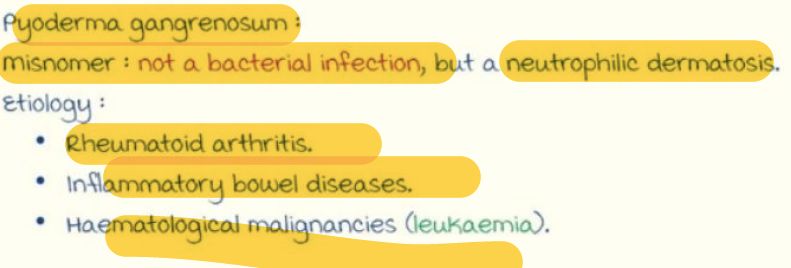 Pyoderma gangrenosum :
misnomer : not a bacterial infection, but a neutrophilic dermatosis.
Etiology :
• Rheumatoid arthritis.
• Inflammatory bowel diseases.
• Haematological malignancies (leukaemia).